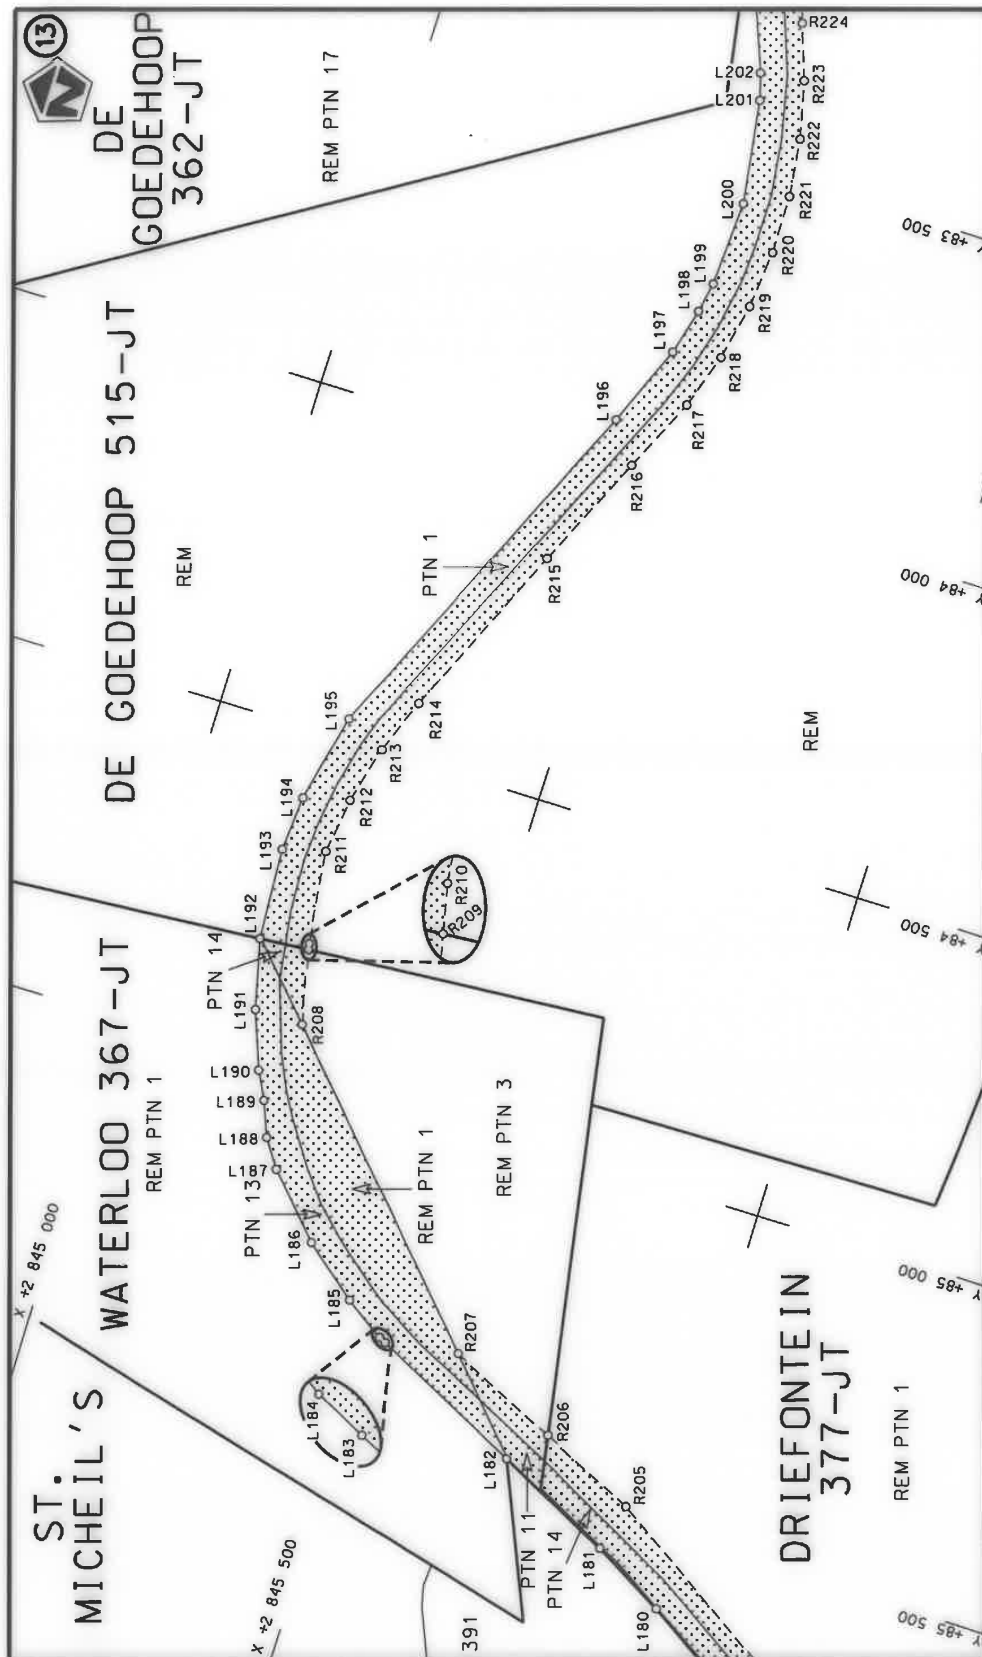 13
N
DE
GOEDEHOOP
362-JT
REM PTN 17
DE GOEDEHOOP 515-JT
REM
PTN 1
REM
WATERLOO 367-JT
REM PTN 1
PTN 14
PTN 13
REM PTN 1
REM PTN 3
ST.
MICHEIL'S
391
PTN 11
PTN 14
DRIEFONTEIN
377-JT
REM PTN 1
X +2 845 000
X +2 845 500
+83 500
Y
+84 000
Y
+84 500
Y
+85 000
Y
+85 500
Y
L180
L181
L182
L183
L184
L185
L186
L187
L188
L189
L190
L191
L192
L193
L194
L195
L196
L197
L198
L199
L200
L201
L202
R205
R206
R207
R208
R209
R210
R211
R212
R213
R214
R215
R216
R217
R218
R219
R220
R221
R222
R223
R224